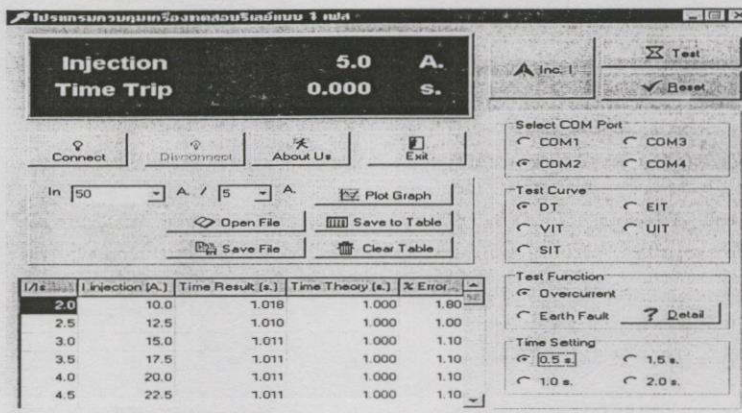 โปรแกรมควบคุมเครื่องทดสอบรีเลย์แบบ 1 เฟส
Injection 5.0 A.
Time Trip 0.000 s.
Inc. I
Test
Reset
Connect
Disconnect
About Us
Exit
In 50 A. / 5 A.
Plot Graph
Open File
Save to Table
Save File
Clear Table
I/Is I injection (A.) Time Result (s.) Time Theory (s.) % Error
2.0 10.0 1.018 1.000 1.80
2.5 12.5 1.010 1.000 1.00
3.0 15.0 1.011 1.000 1.10
3.5 17.5 1.011 1.000 1.10
4.0 20.0 1.011 1.000 1.10
4.5 22.5 1.011 1.000 1.10
Select COM Port
COM1 COM3
COM2 COM4
Test Curve
DT EIT
VIT UIT
SIT
Test Function
Overcurrent
Earth Fault
? Detail
Time Setting
0.5 s. 1.5 s.
1.0 s. 2.0 s.